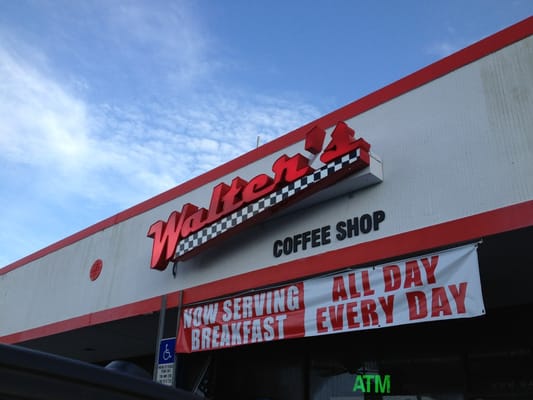 Walter's
COFFEE SHOP
NOW SERVING
BREAKFAST
ALL DAY
EVERY DAY
ATM